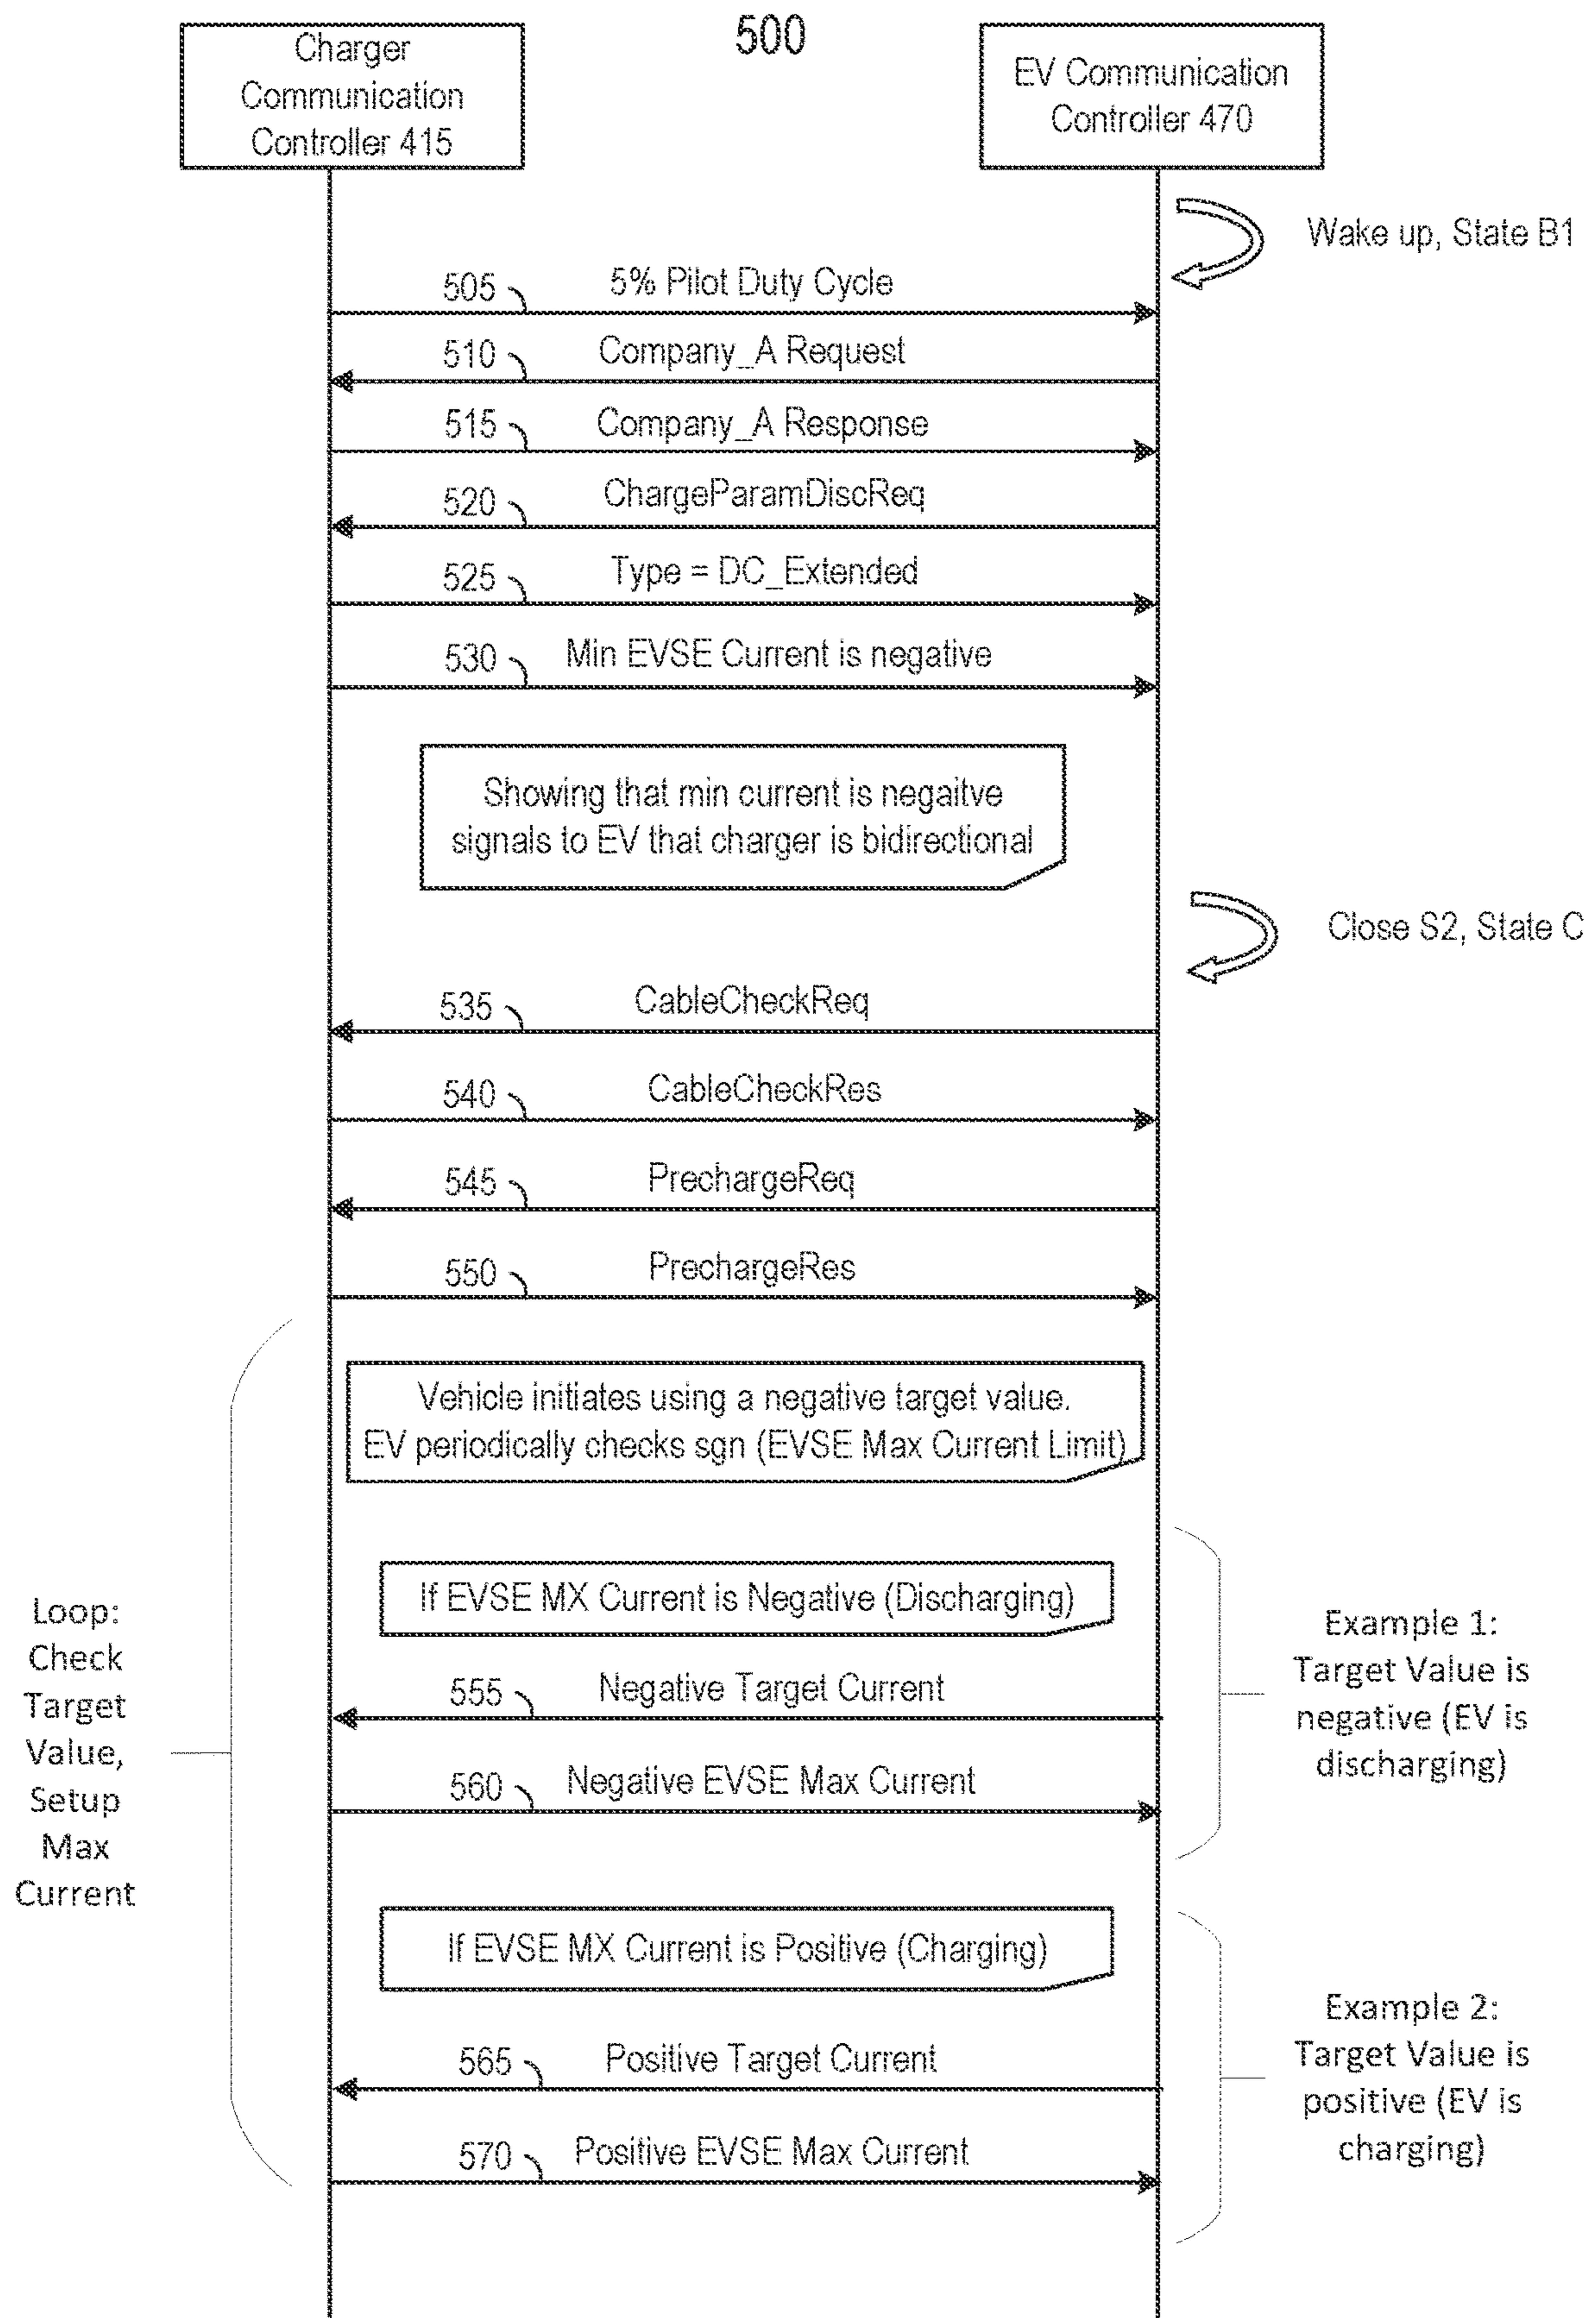 500
Charger
Communication
Controller 415
EV Communication
Controller 470
Wake up, State B1
505
5% Pilot Duty Cycle
510
Company_A Request
515
Company_A Response
520
ChargeParamDiscReq
525
Type = DC_Extended
530
Min EVSE Current is negative
Showing that min current is negaitve
signals to EV that charger is bidirectional
Close S2, State C
535
CableCheckReq
540
CableCheckRes
545
PrechargeReq
550
PrechargeRes
Vehicle initiates using a negative target value.
EV periodically checks sgn (EVSE Max Current Limit)
If EVSE MX Current is Negative (Discharging)
555
Negative Target Current
560
Negative EVSE Max Current
Example 1:
Target Value is
negative (EV is
discharging)
Loop:
Check
Target
Value,
Setup
Max
Current
If EVSE MX Current is Positive (Charging)
565
Positive Target Current
570
Positive EVSE Max Current
Example 2:
Target Value is
positive (EV is
charging)